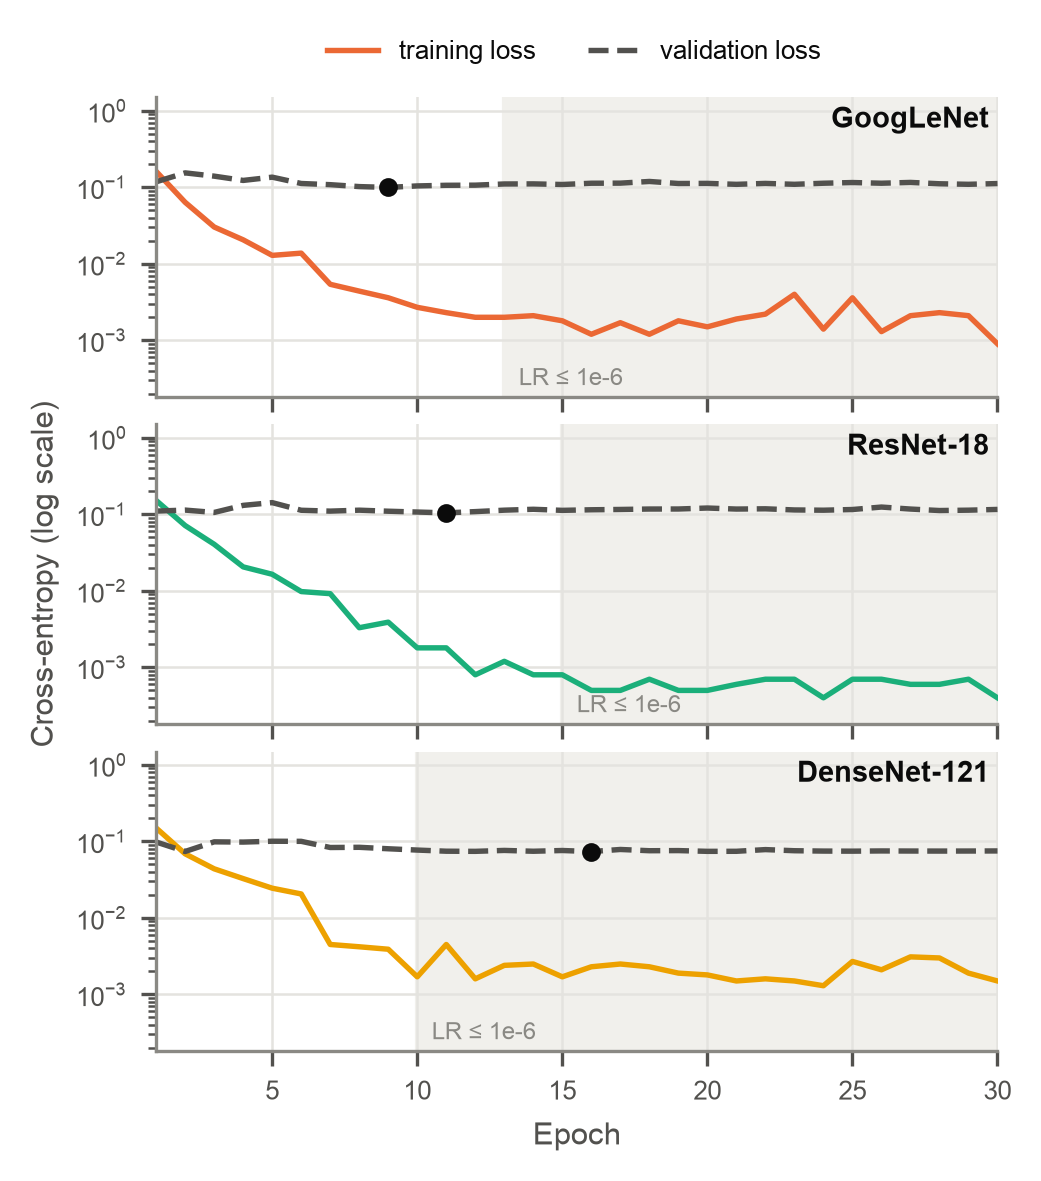 training loss
validation loss
GoogLeNet
10⁰
10⁻¹
10⁻²
10⁻³
LR ≤ 1e-6
ResNet-18
10⁰
10⁻¹
10⁻²
10⁻³
LR ≤ 1e-6
Cross-entropy (log scale)
DenseNet-121
10⁰
10⁻¹
10⁻²
10⁻³
LR ≤ 1e-6
5 10 15 20 25 30
Epoch